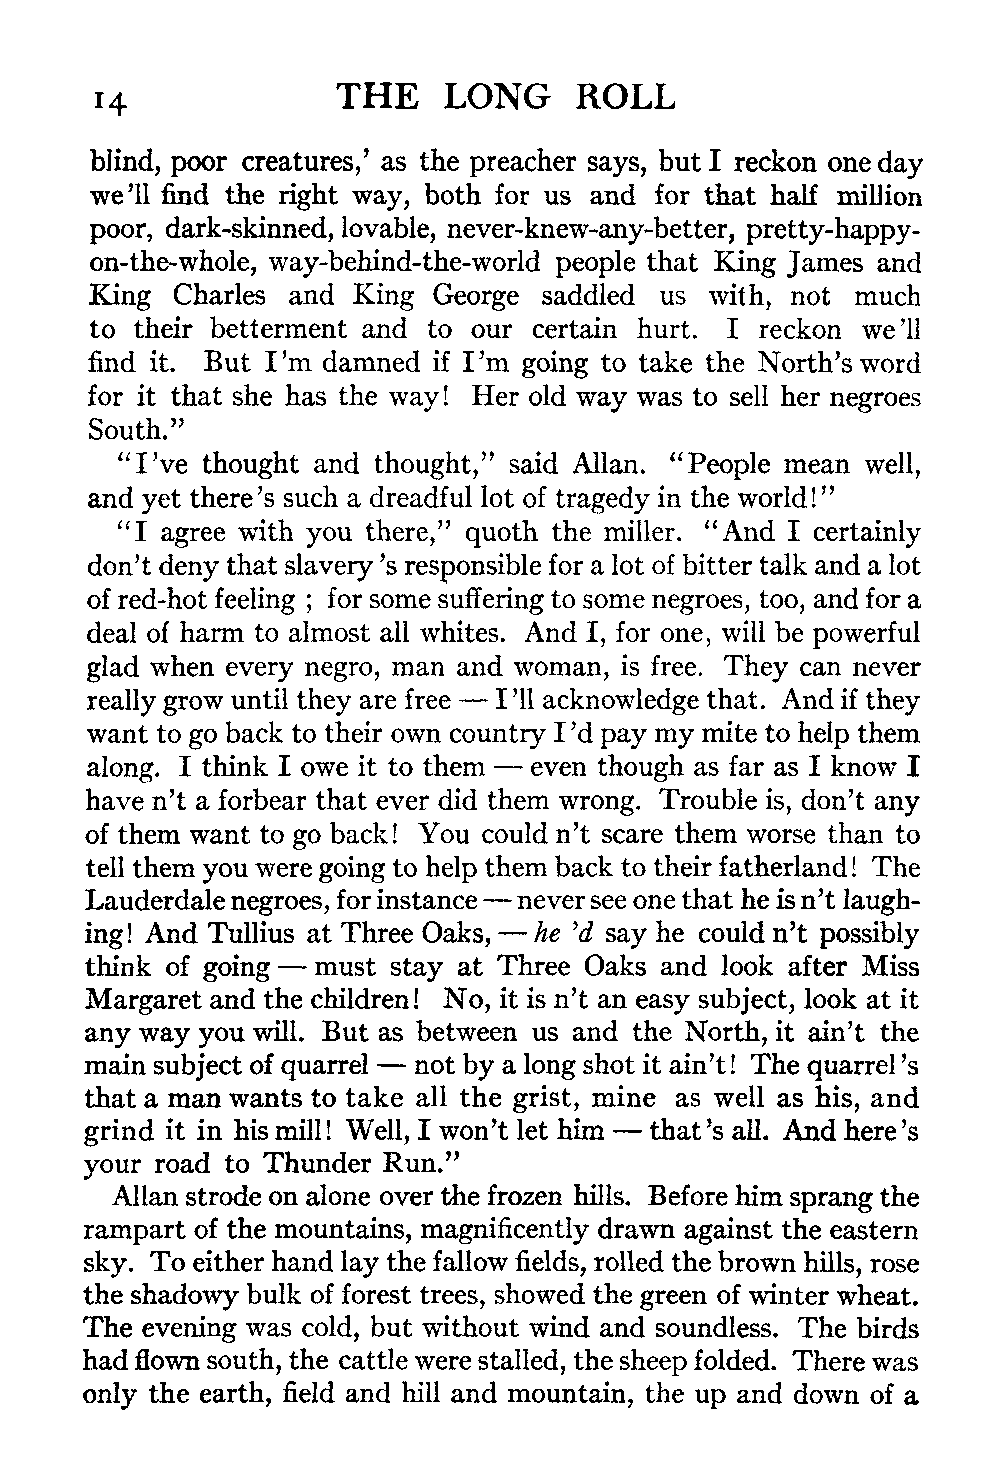 14 THE LONG ROLL
blind, poor creatures,' as the preacher says, but I reckon one day
we'll find the right way, both for us and for that half million
poor, dark-skinned, lovable, never-knew-any-better, pretty-happy-
on-the-whole, way-behind-the-world people that King James and
King Charles and King George saddled us with, not much
to their betterment and to our certain hurt. I reckon we'll
find it. But I'm damned if I'm going to take the North's word
for it that she has the way! Her old way was to sell her negroes
South."
"I've thought and thought," said Allan. "People mean well,
and yet there's such a dreadful lot of tragedy in the world!"
"I agree with you there," quoth the miller. "And I certainly
don't deny that slavery's responsible for a lot of bitter talk and a lot
of red-hot feeling; for some suffering to some negroes, too, and for a
deal of harm to almost all whites. And I, for one, will be powerful
glad when every negro, man and woman, is free. They can never
really grow until they are free — I'll acknowledge that. And if they
want to go back to their own country I'd pay my mite to help them
along. I think I owe it to them — even though as far as I know I
have n't a forbear that ever did them wrong. Trouble is, don't any
of them want to go back! You could n't scare them worse than to
tell them you were going to help them back to their fatherland! The
Lauderdale negroes, for instance — never see one that he is n't laugh-
ing! And Tullius at Three Oaks, — he 'd say he could n't possibly
think of going — must stay at Three Oaks and look after Miss
Margaret and the children! No, it is n't an easy subject, look at it
any way you will. But as between us and the North, it ain't the
main subject of quarrel — not by a long shot it ain't! The quarrel's
that a man wants to take all the grist, mine as well as his, and
grind it in his mill! Well, I won't let him — that's all. And here's
your road to Thunder Run."
Allan strode on alone over the frozen hills. Before him sprang the
rampart of the mountains, magnificently drawn against the eastern
sky. To either hand lay the fallow fields, rolled the brown hills, rose
the shadowy bulk of forest trees, showed the green of winter wheat.
The evening was cold, but without wind and soundless. The birds
had flown south, the cattle were stalled, the sheep folded. There was
only the earth, field and hill and mountain, the up and down of a